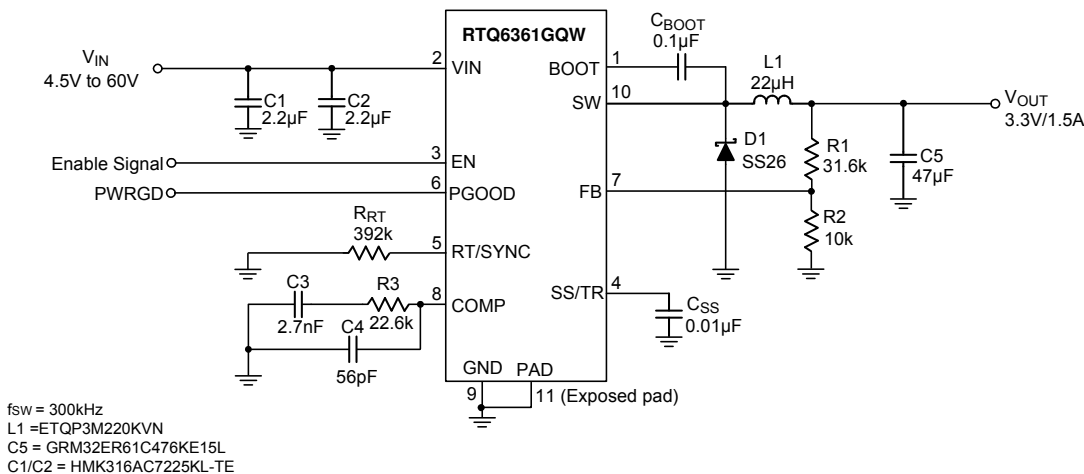 RTQ6361GQW
CBOOT
0.1µF
VIN
4.5V to 60V
2
VIN
BOOT
1
L1
22µH
SW
10
VOUT
3.3V/1.5A
C1
2.2µF
C2
2.2µF
D1
SS26
R1
31.6k
C5
47µF
Enable Signal
3
EN
PWRGD
6
PGOOD
FB
7
R2
10k
RRT
392k
5
RT/SYNC
C3
2.7nF
R3
22.6k
8
COMP
SS/TR
4
CSS
0.01µF
C4
56pF
GND
PAD
9
11 (Exposed pad)
fsw = 300kHz
L1 =ETQP3M220KVN
C5 = GRM32ER61C476KE15L
C1/C2 = HMK316AC7225KL-TE